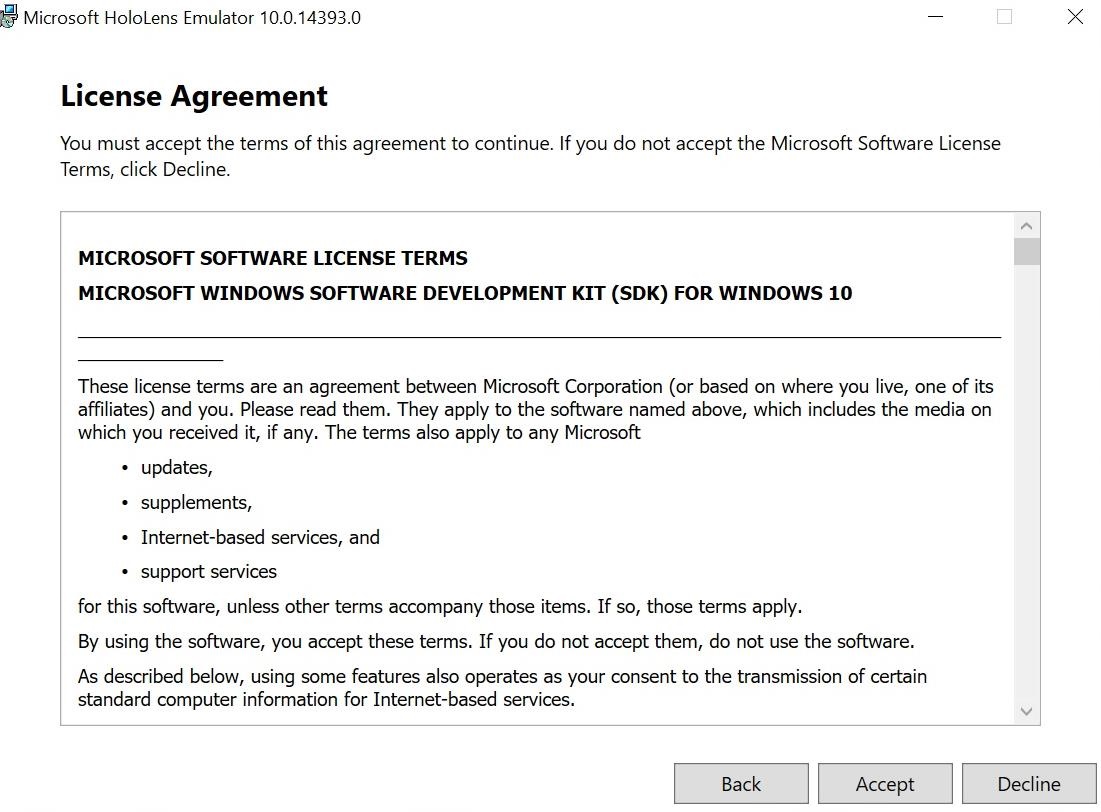 Microsoft HoloLens Emulator 10.0.14393.0
License Agreement
You must accept the terms of this agreement to continue. If you do not accept the Microsoft Software License
Terms, click Decline.
MICROSOFT SOFTWARE LICENSE TERMS
MICROSOFT WINDOWS SOFTWARE DEVELOPMENT KIT (SDK) FOR WINDOWS 10
These license terms are an agreement between Microsoft Corporation (or based on where you live, one of its
affiliates) and you. Please read them. They apply to the software named above, which includes the media on
which you received it, if any. The terms also apply to any Microsoft
• updates,
• supplements,
• Internet-based services, and
• support services
for this software, unless other terms accompany those items. If so, those terms apply.
By using the software, you accept these terms. If you do not accept them, do not use the software.
As described below, using some features also operates as your consent to the transmission of certain
standard computer information for Internet-based services.
Back Accept Decline